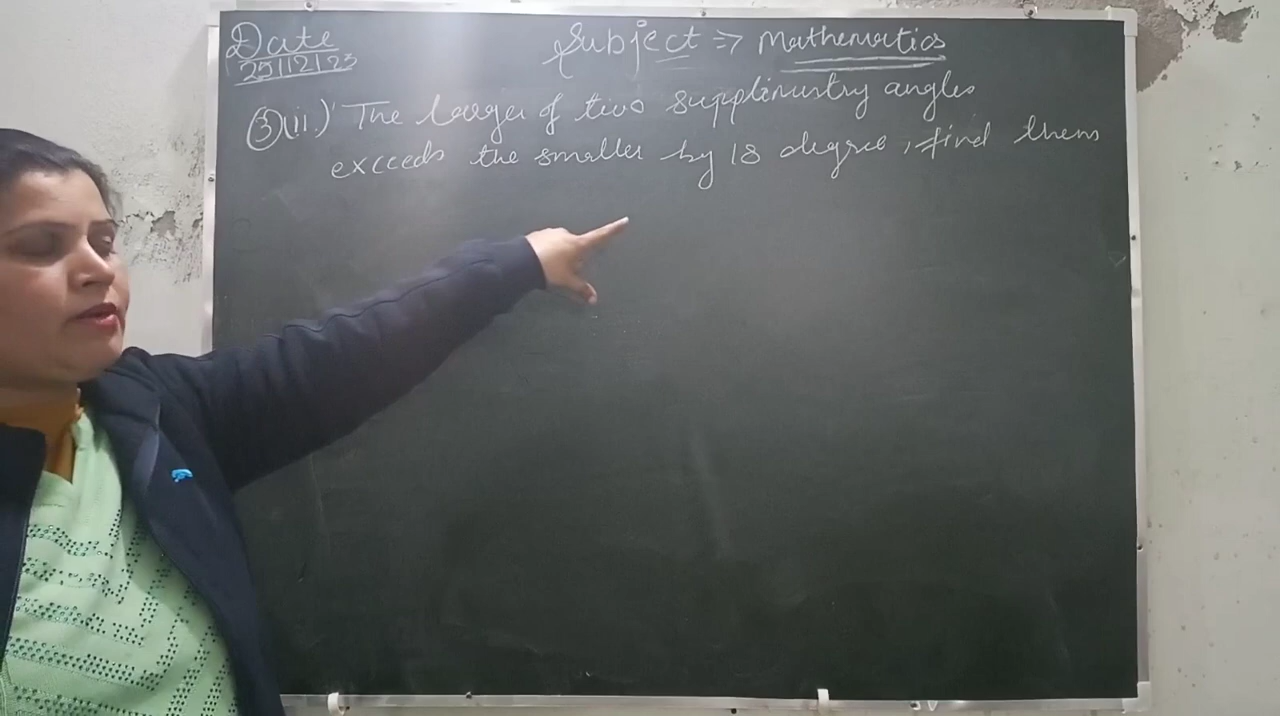 Date
25/12/23
Subject => Mathematics
(3)(ii.) The larger of two supplimentry angles
exceeds the smaller by 18 degree, find them